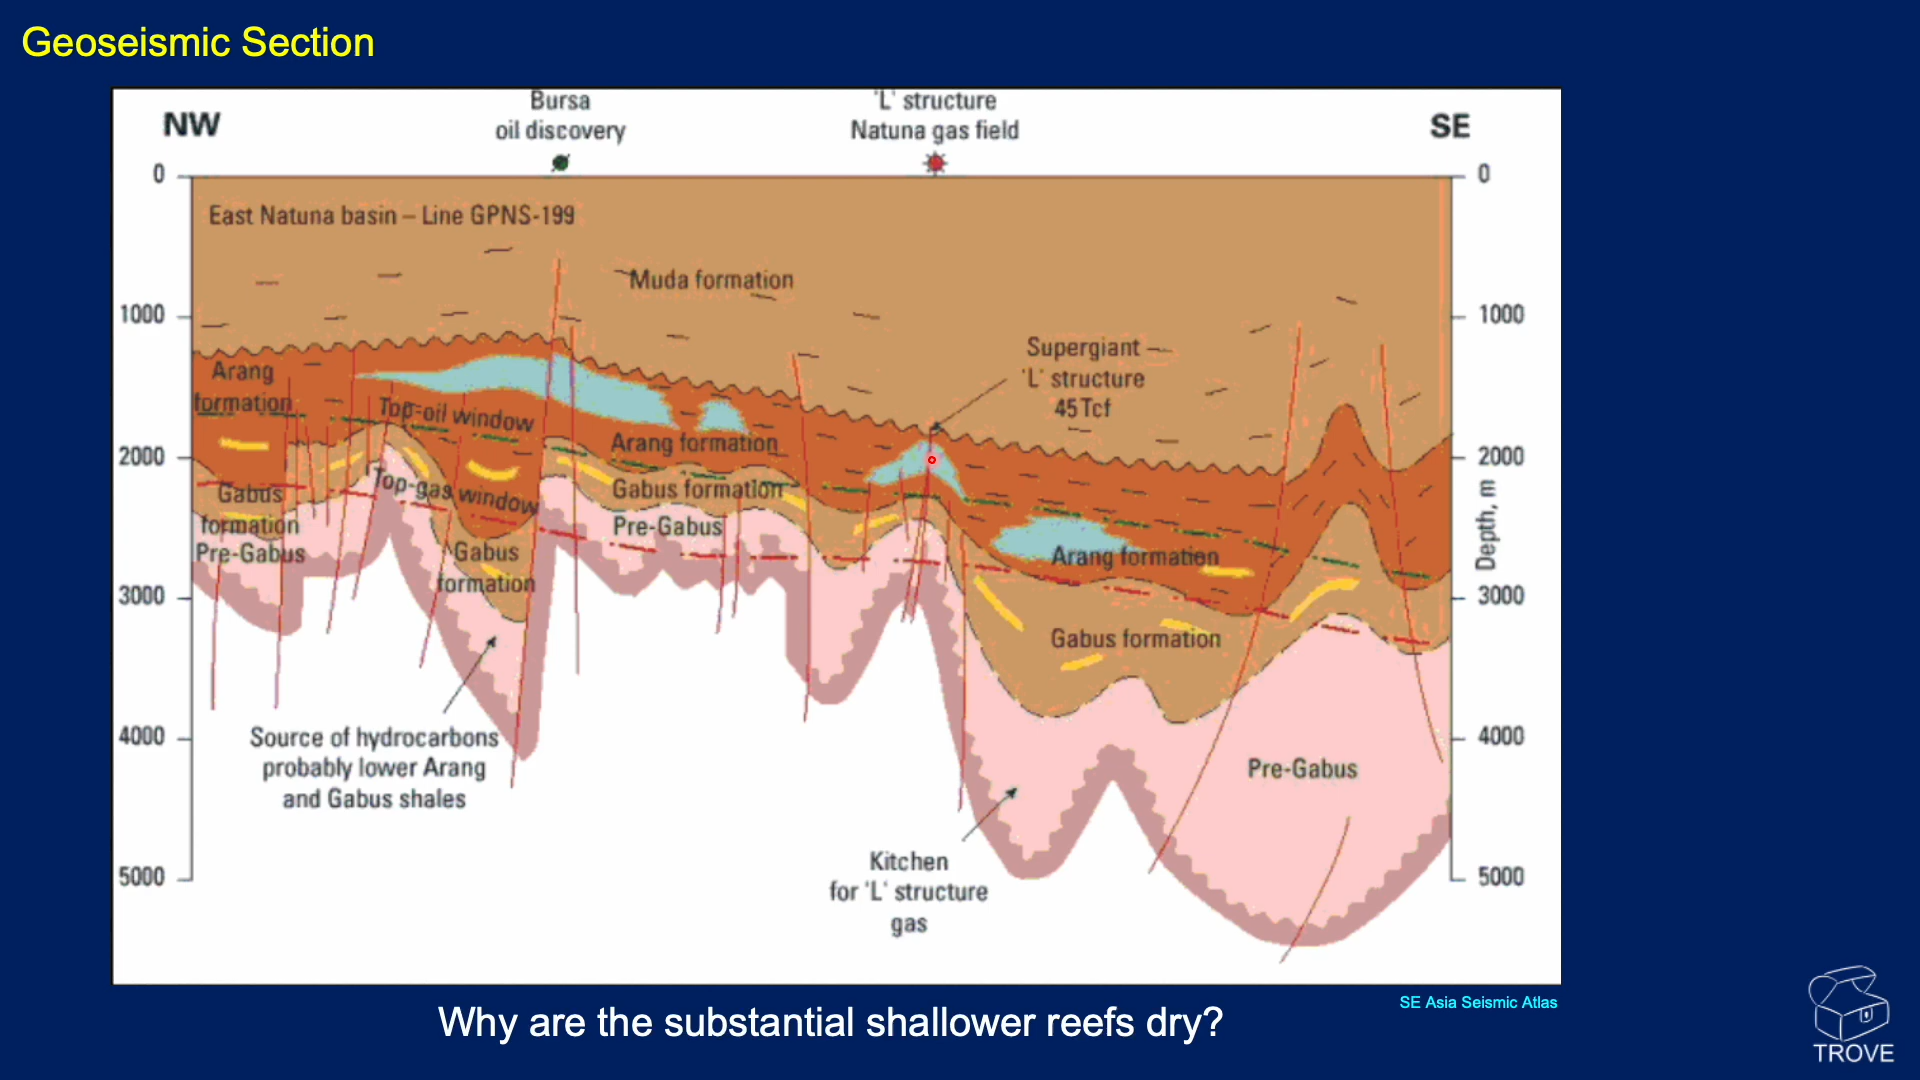 Geoseismic Section
NW
Bursa
oil discovery
'L' structure
Natuna gas field
SE
0
0
East Natuna basin – Line GPNS-199
Muda formation
1000
1000
Supergiant
'L' structure
45Tcf
Arang
formation
Top-oil window
Arang formation
2000
2000
Top-gas window
Gabus
formation
Pre-Gabus
Gabus formation
Pre-Gabus
Gabus
formation
Arang formation
Depth, m
3000
3000
Gabus formation
Source of hydrocarbons
probably lower Arang
and Gabus shales
4000
4000
Pre-Gabus
Kitchen
for 'L' structure
gas
5000
5000
SE Asia Seismic Atlas
Why are the substantial shallower reefs dry?
TROVE